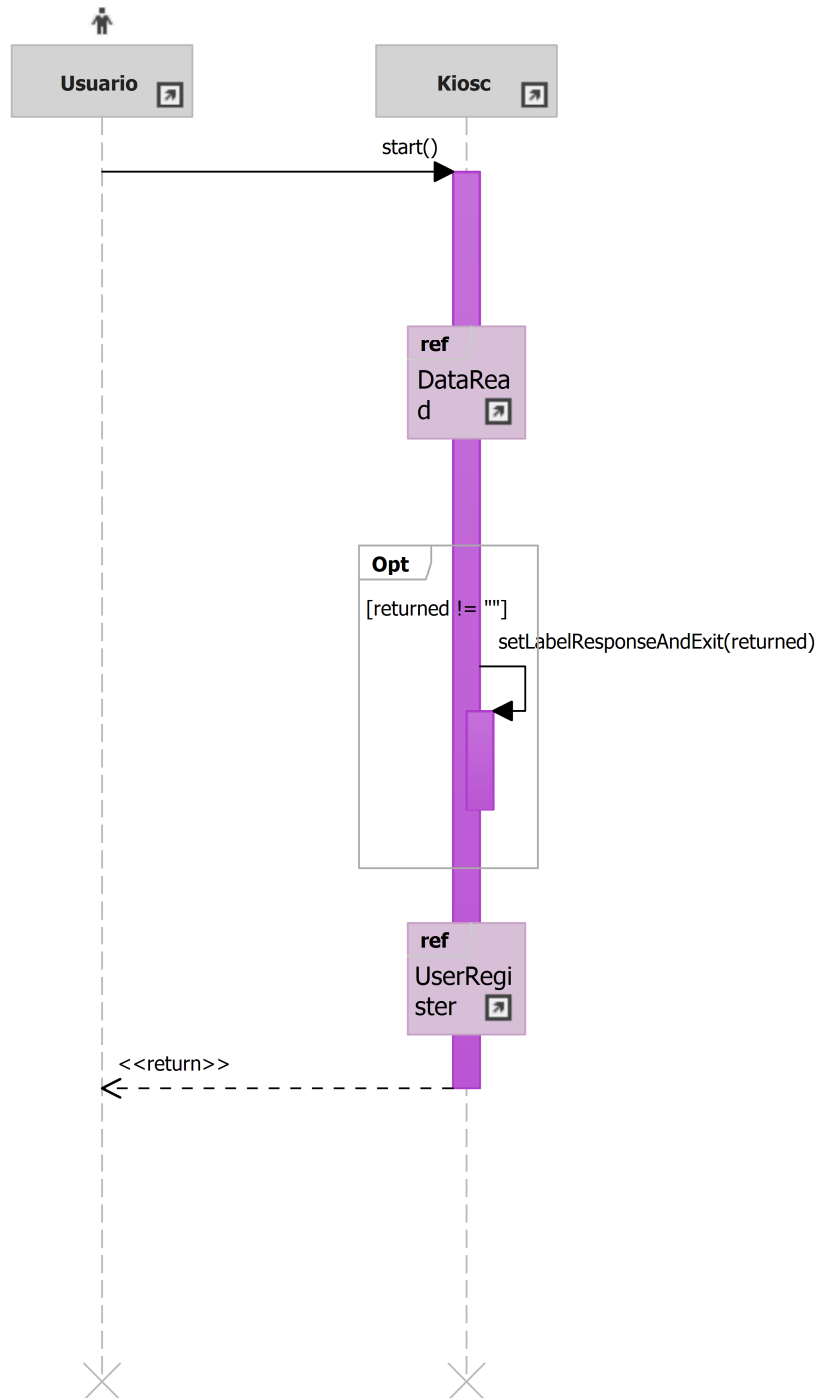 Usuario
Kiosc
start()
ref
DataRea
d
Opt
[returned != ""]
setLabelResponseAndExit(returned)
ref
UserRegi
ster
<<return>>